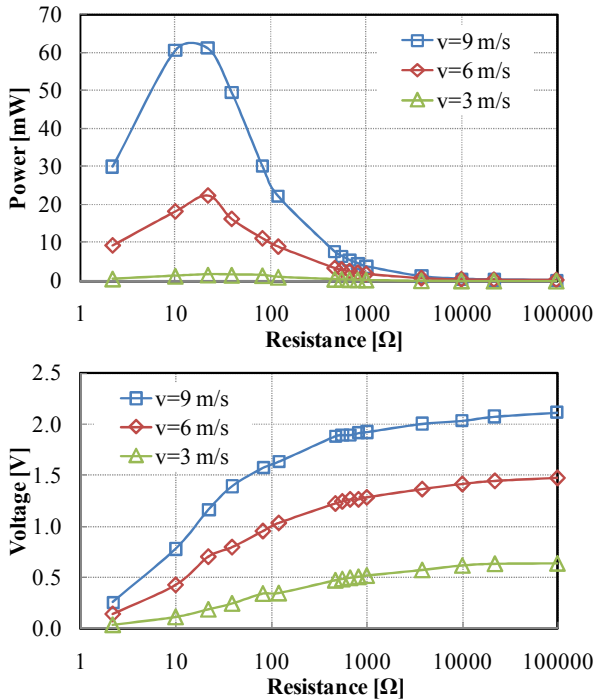 70
60
50
40
30
20
10
0
Power [mW]
v=9 m/s
v=6 m/s
v=3 m/s
1 10 100 1000 10000 100000
Resistance [Ω]
2.5
2.0
1.5
1.0
0.5
0.0
Voltage [V]
v=9 m/s
v=6 m/s
v=3 m/s
1 10 100 1000 10000 100000
Resistance [Ω]